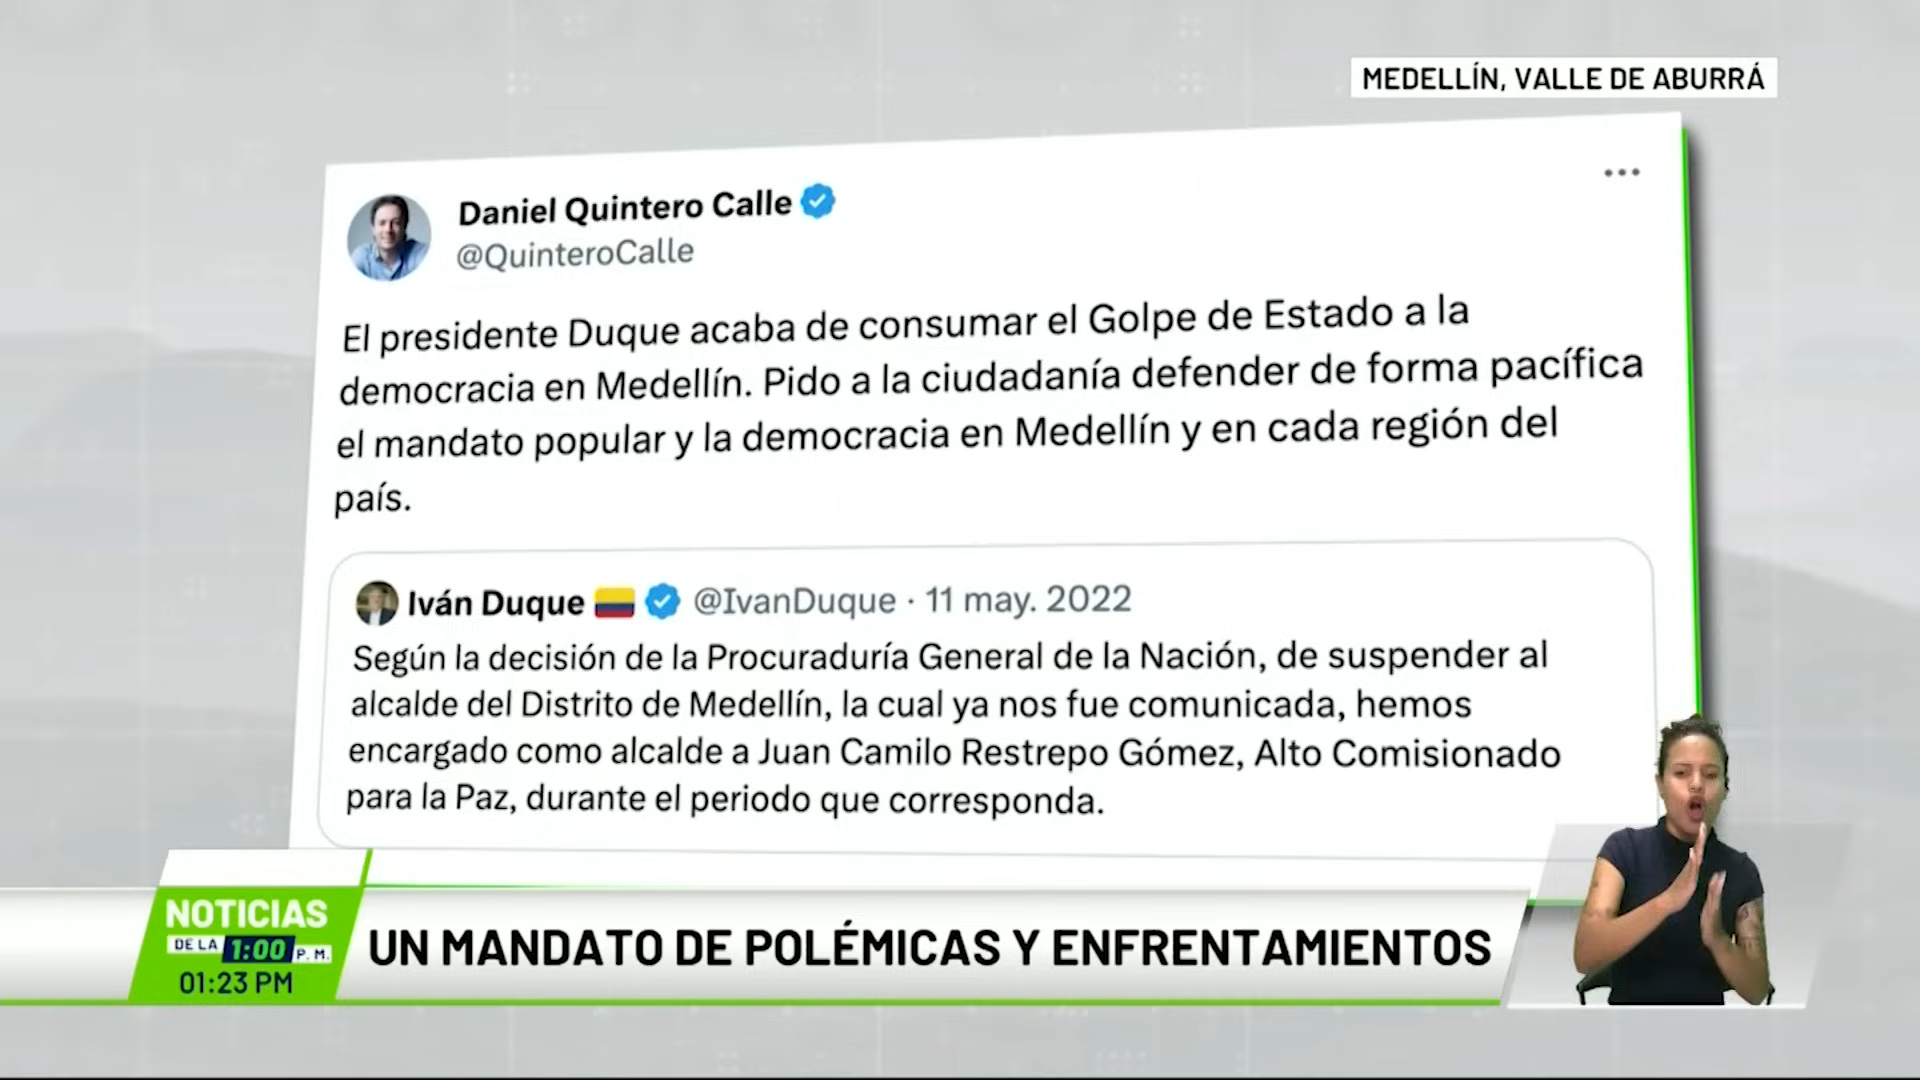 MEDELLÍN, VALLE DE ABURRÁ
Daniel Quintero Calle
@QuinteroCalle
El presidente Duque acaba de consumar el Golpe de Estado a la
democracia en Medellín. Pido a la ciudadanía defender de forma pacífica
el mandato popular y la democracia en Medellín y en cada región del
país.
Iván Duque @IvanDuque · 11 may. 2022
Según la decisión de la Procuraduría General de la Nación, de suspender al
alcalde del Distrito de Medellín, la cual ya nos fue comunicada, hemos
encargado como alcalde a Juan Camilo Restrepo Gómez, Alto Comisionado
para la Paz, durante el periodo que corresponda.
NOTICIAS
DE LA 1:00 P. M.
01:23 PM
UN MANDATO DE POLÉMICAS Y ENFRENTAMIENTOS